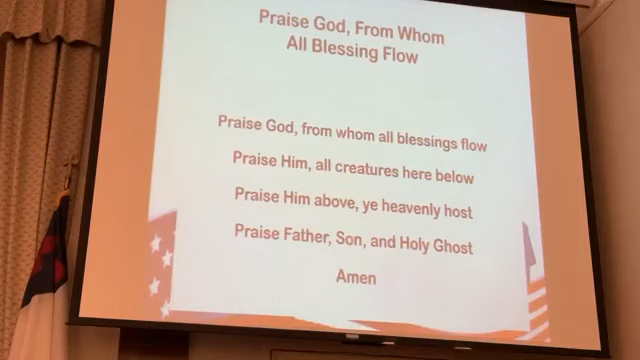 Praise God, From Whom
All Blessing Flow
Praise God, from whom all blessings flow
Praise Him, all creatures here below
Praise Him above, ye heavenly host
Praise Father, Son, and Holy Ghost
Amen